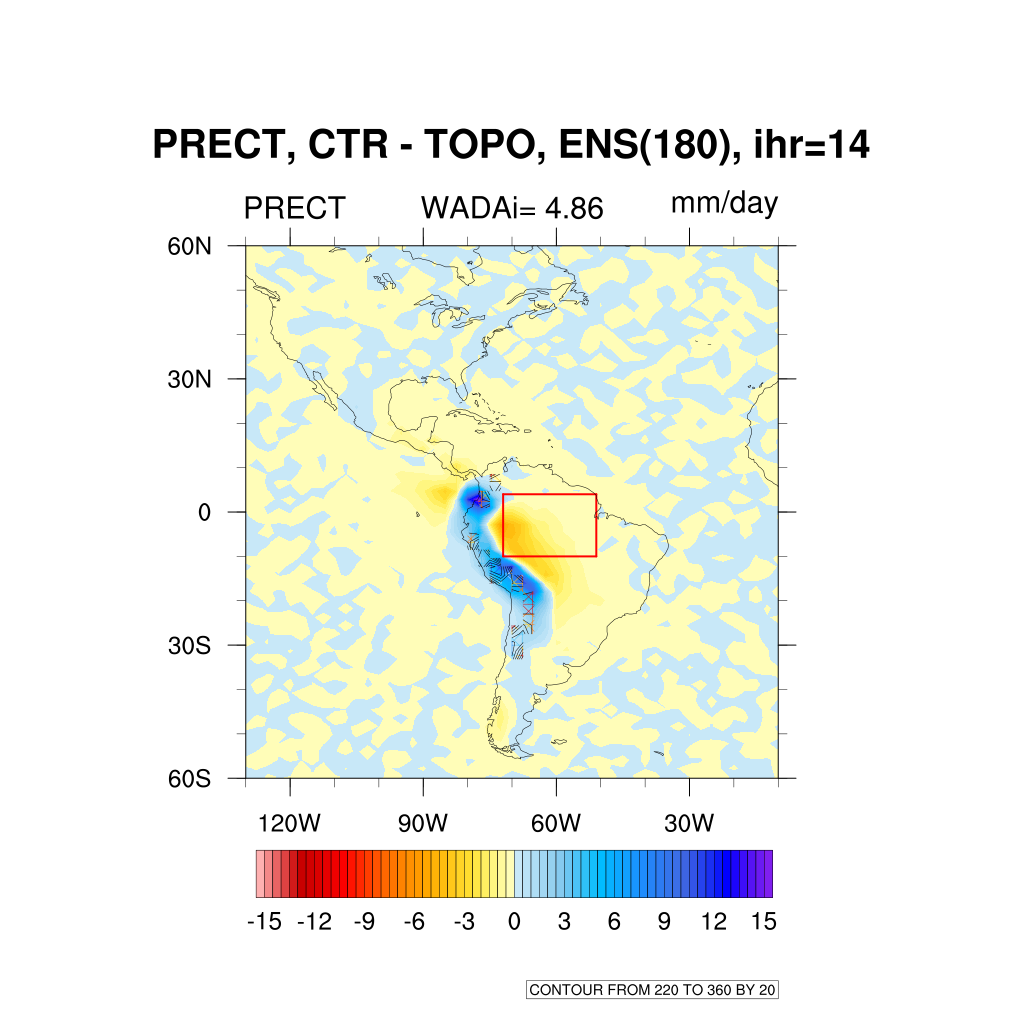 PRECT, CTR - TOPO, ENS(180), ihr=14
PRECT WADAi= 4.86 mm/day
60N
30N
0
30S
60S
120W 90W 60W 30W
-15 -12 -9 -6 -3 0 3 6 9 12 15
CONTOUR FROM 220 TO 360 BY 20